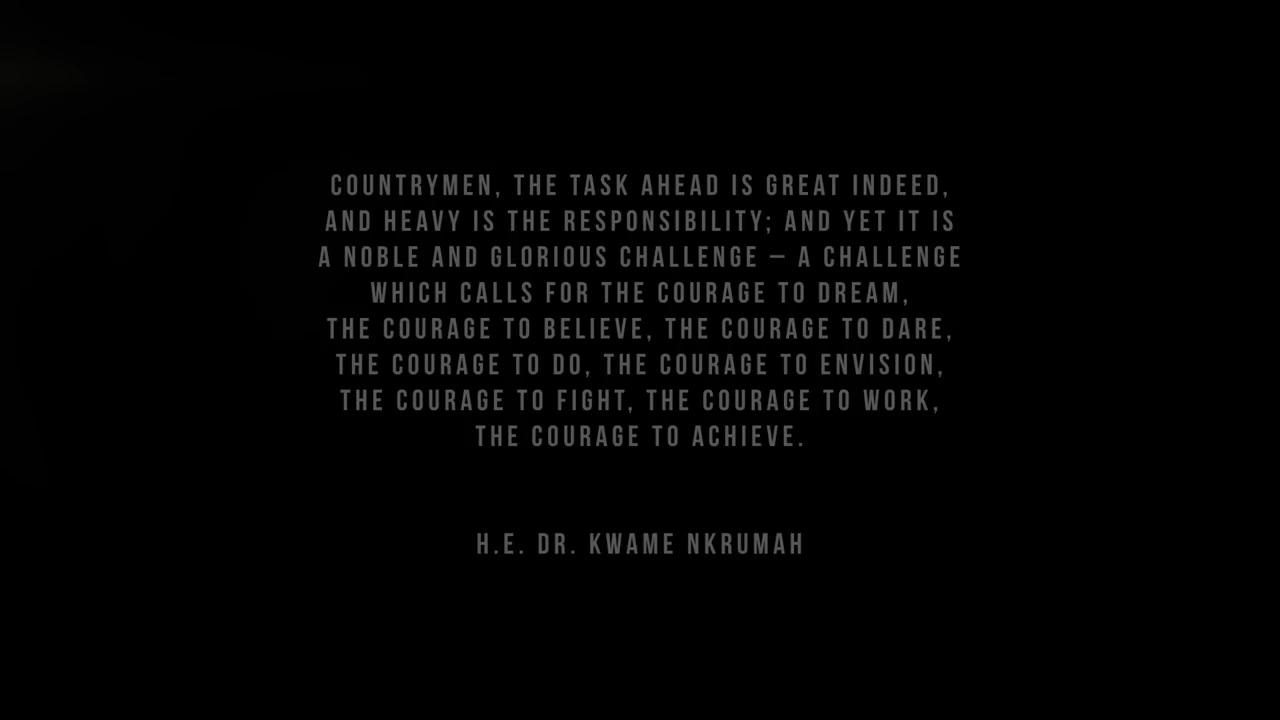 COUNTRYMEN, THE TASK AHEAD IS GREAT INDEED,
AND HEAVY IS THE RESPONSIBILITY; AND YET IT IS
A NOBLE AND GLORIOUS CHALLENGE – A CHALLENGE
WHICH CALLS FOR THE COURAGE TO DREAM,
THE COURAGE TO BELIEVE, THE COURAGE TO DARE,
THE COURAGE TO DO, THE COURAGE TO ENVISION,
THE COURAGE TO FIGHT, THE COURAGE TO WORK,
THE COURAGE TO ACHIEVE.
H.E. DR. KWAME NKRUMAH